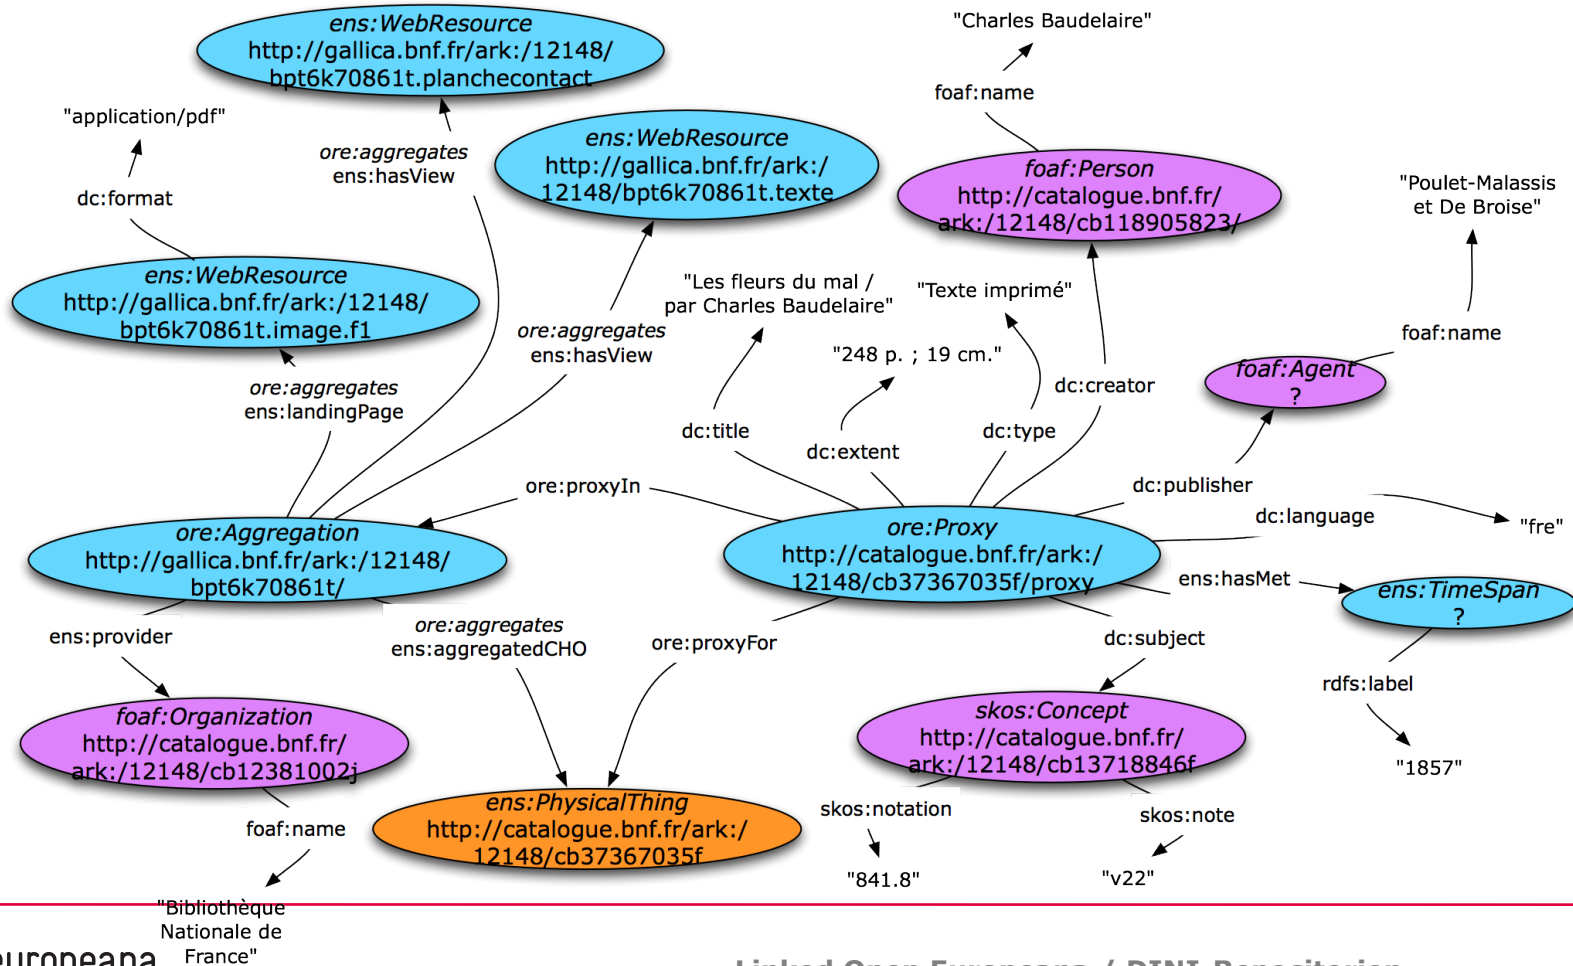 ens:WebResource
http://gallica.bnf.fr/ark:/12148/
bpt6k70861t.planchecontact
"Charles Baudelaire"
foaf:name
"application/pdf"
dc:format
ore:aggregates
ens:hasView
ens:WebResource
http://gallica.bnf.fr/ark:/
12148/bpt6k70861t.texte
foaf:Person
http://catalogue.bnf.fr/
ark:/12148/cb118905823/
"Poulet-Malassis
et De Broise"
ens:WebResource
http://gallica.bnf.fr/ark:/12148/
bpt6k70861t.image.f1
"Les fleurs du mal /
par Charles Baudelaire"
"Texte imprimé"
ore:aggregates
ens:hasView
"248 p. ; 19 cm."
foaf:name
foaf:Agent
?
ore:aggregates
ens:landingPage
dc:creator
dc:title
dc:extent
dc:type
ore:proxyIn
dc:publisher
dc:language
"fre"
ore:Aggregation
http://gallica.bnf.fr/ark:/12148/
bpt6k70861t/
ore:Proxy
http://catalogue.bnf.fr/ark:/
12148/cb37367035f/proxy
ens:hasMet
ens:TimeSpan
?
ens:provider
ore:aggregates
ens:aggregatedCHO
ore:proxyFor
dc:subject
rdfs:label
foaf:Organization
http://catalogue.bnf.fr/
ark:/12148/cb12381002j
skos:Concept
http://catalogue.bnf.fr/
ark:/12148/cb13718846f
"1857"
ens:PhysicalThing
http://catalogue.bnf.fr/ark:/
12148/cb37367035f
foaf:name
skos:notation
skos:note
"841.8"
"v22"
"Bibliothèque
Nationale de
France"
europeana
Linked Open Europeana / DINI-Repositorien